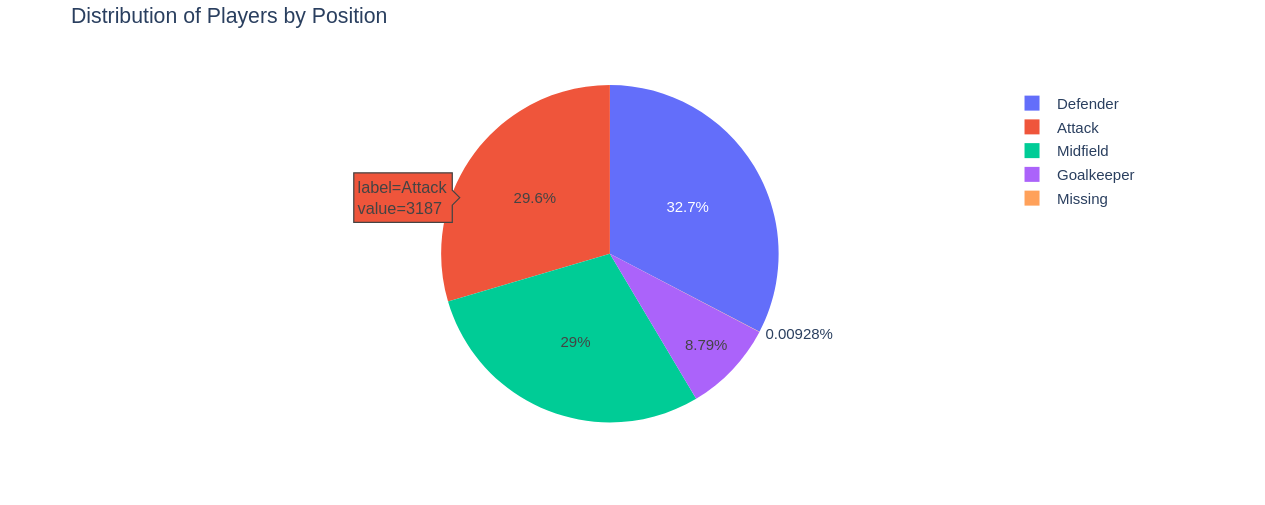 Distribution of Players by Position
Defender
Attack
Midfield
Goalkeeper
Missing
label=Attack
value=3187
29.6%
32.7%
0.00928%
29%
8.79%